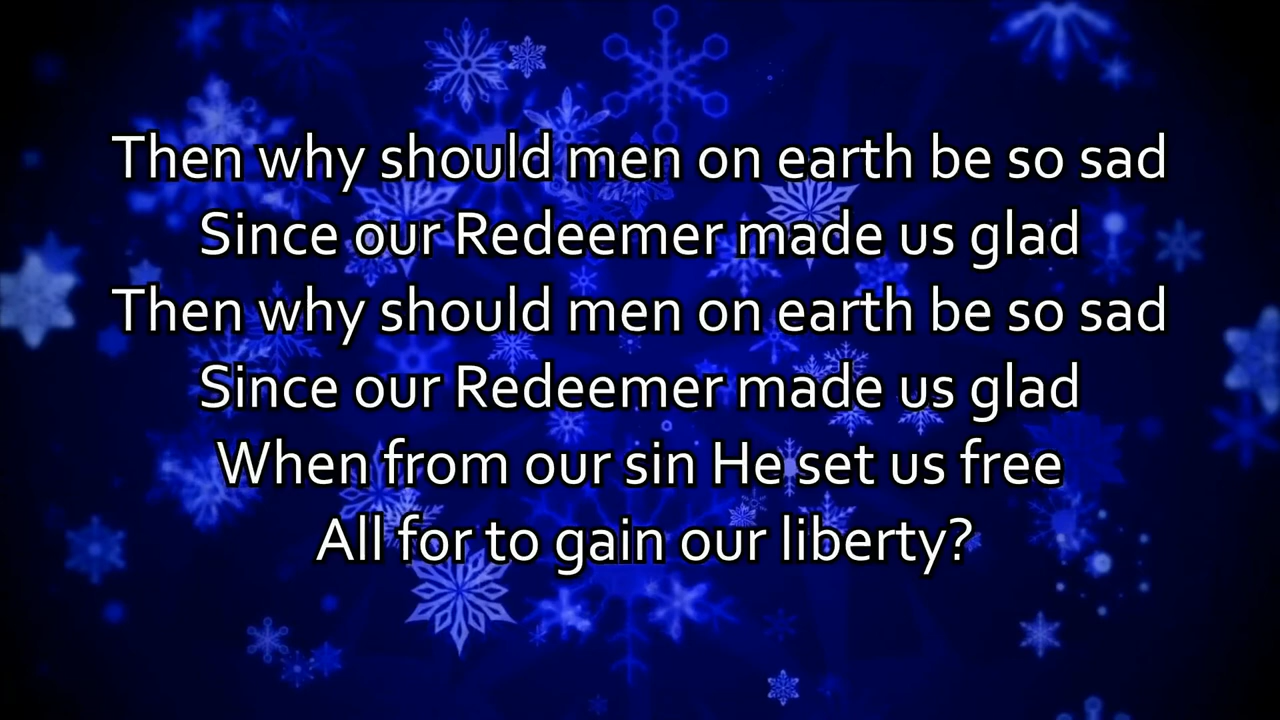 Then why should men on earth be so sad
Since our Redeemer made us glad
Then why should men on earth be so sad
Since our Redeemer made us glad
When from our sin He set us free
All for to gain our liberty?